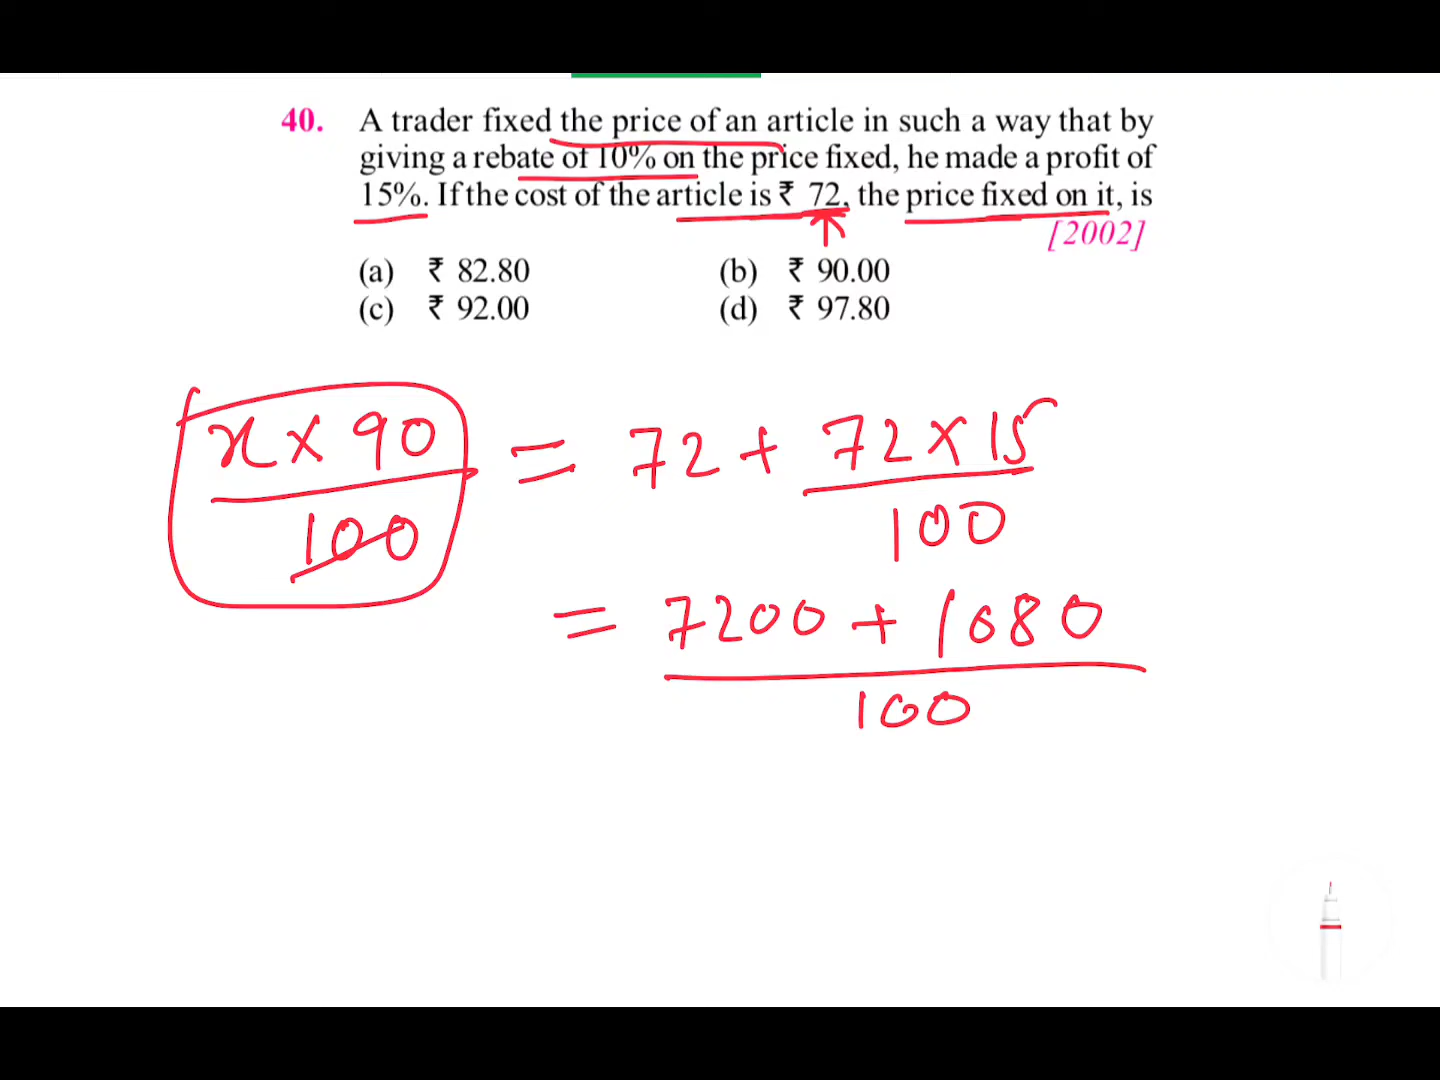 40. A trader fixed the price of an article in such a way that by
giving a rebate of 10% on the price fixed, he made a profit of
15%. If the cost of the article is ₹ 72, the price fixed on it, is
[2002]
(a) ₹ 82.80 (b) ₹ 90.00
(c) ₹ 92.00 (d) ₹ 97.80
x × 90 / 100 = 72 + 72 × 15 / 100
= 7200 + 1080 / 100